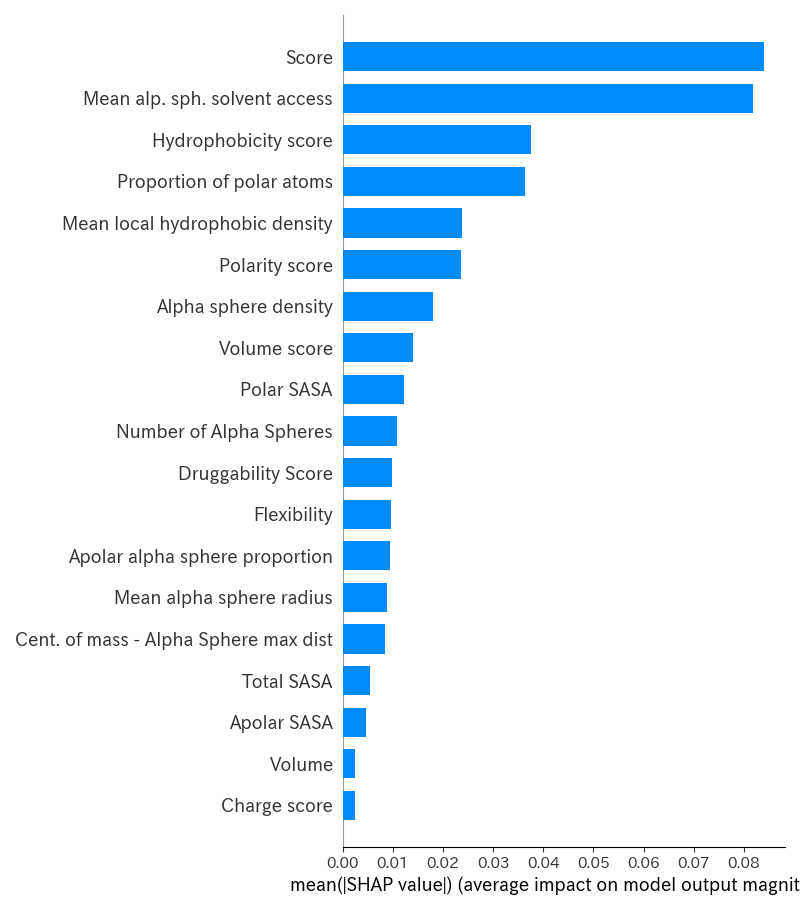 Score
Mean alp. sph. solvent access
Hydrophobicity score
Proportion of polar atoms
Mean local hydrophobic density
Polarity score
Alpha sphere density
Volume score
Polar SASA
Number of Alpha Spheres
Druggability Score
Flexibility
Apolar alpha sphere proportion
Mean alpha sphere radius
Cent. of mass - Alpha Sphere max dist
Total SASA
Apolar SASA
Volume
Charge score
0.00 0.01 0.02 0.03 0.04 0.05 0.06 0.07 0.08
mean(|SHAP value|) (average impact on model output magnit